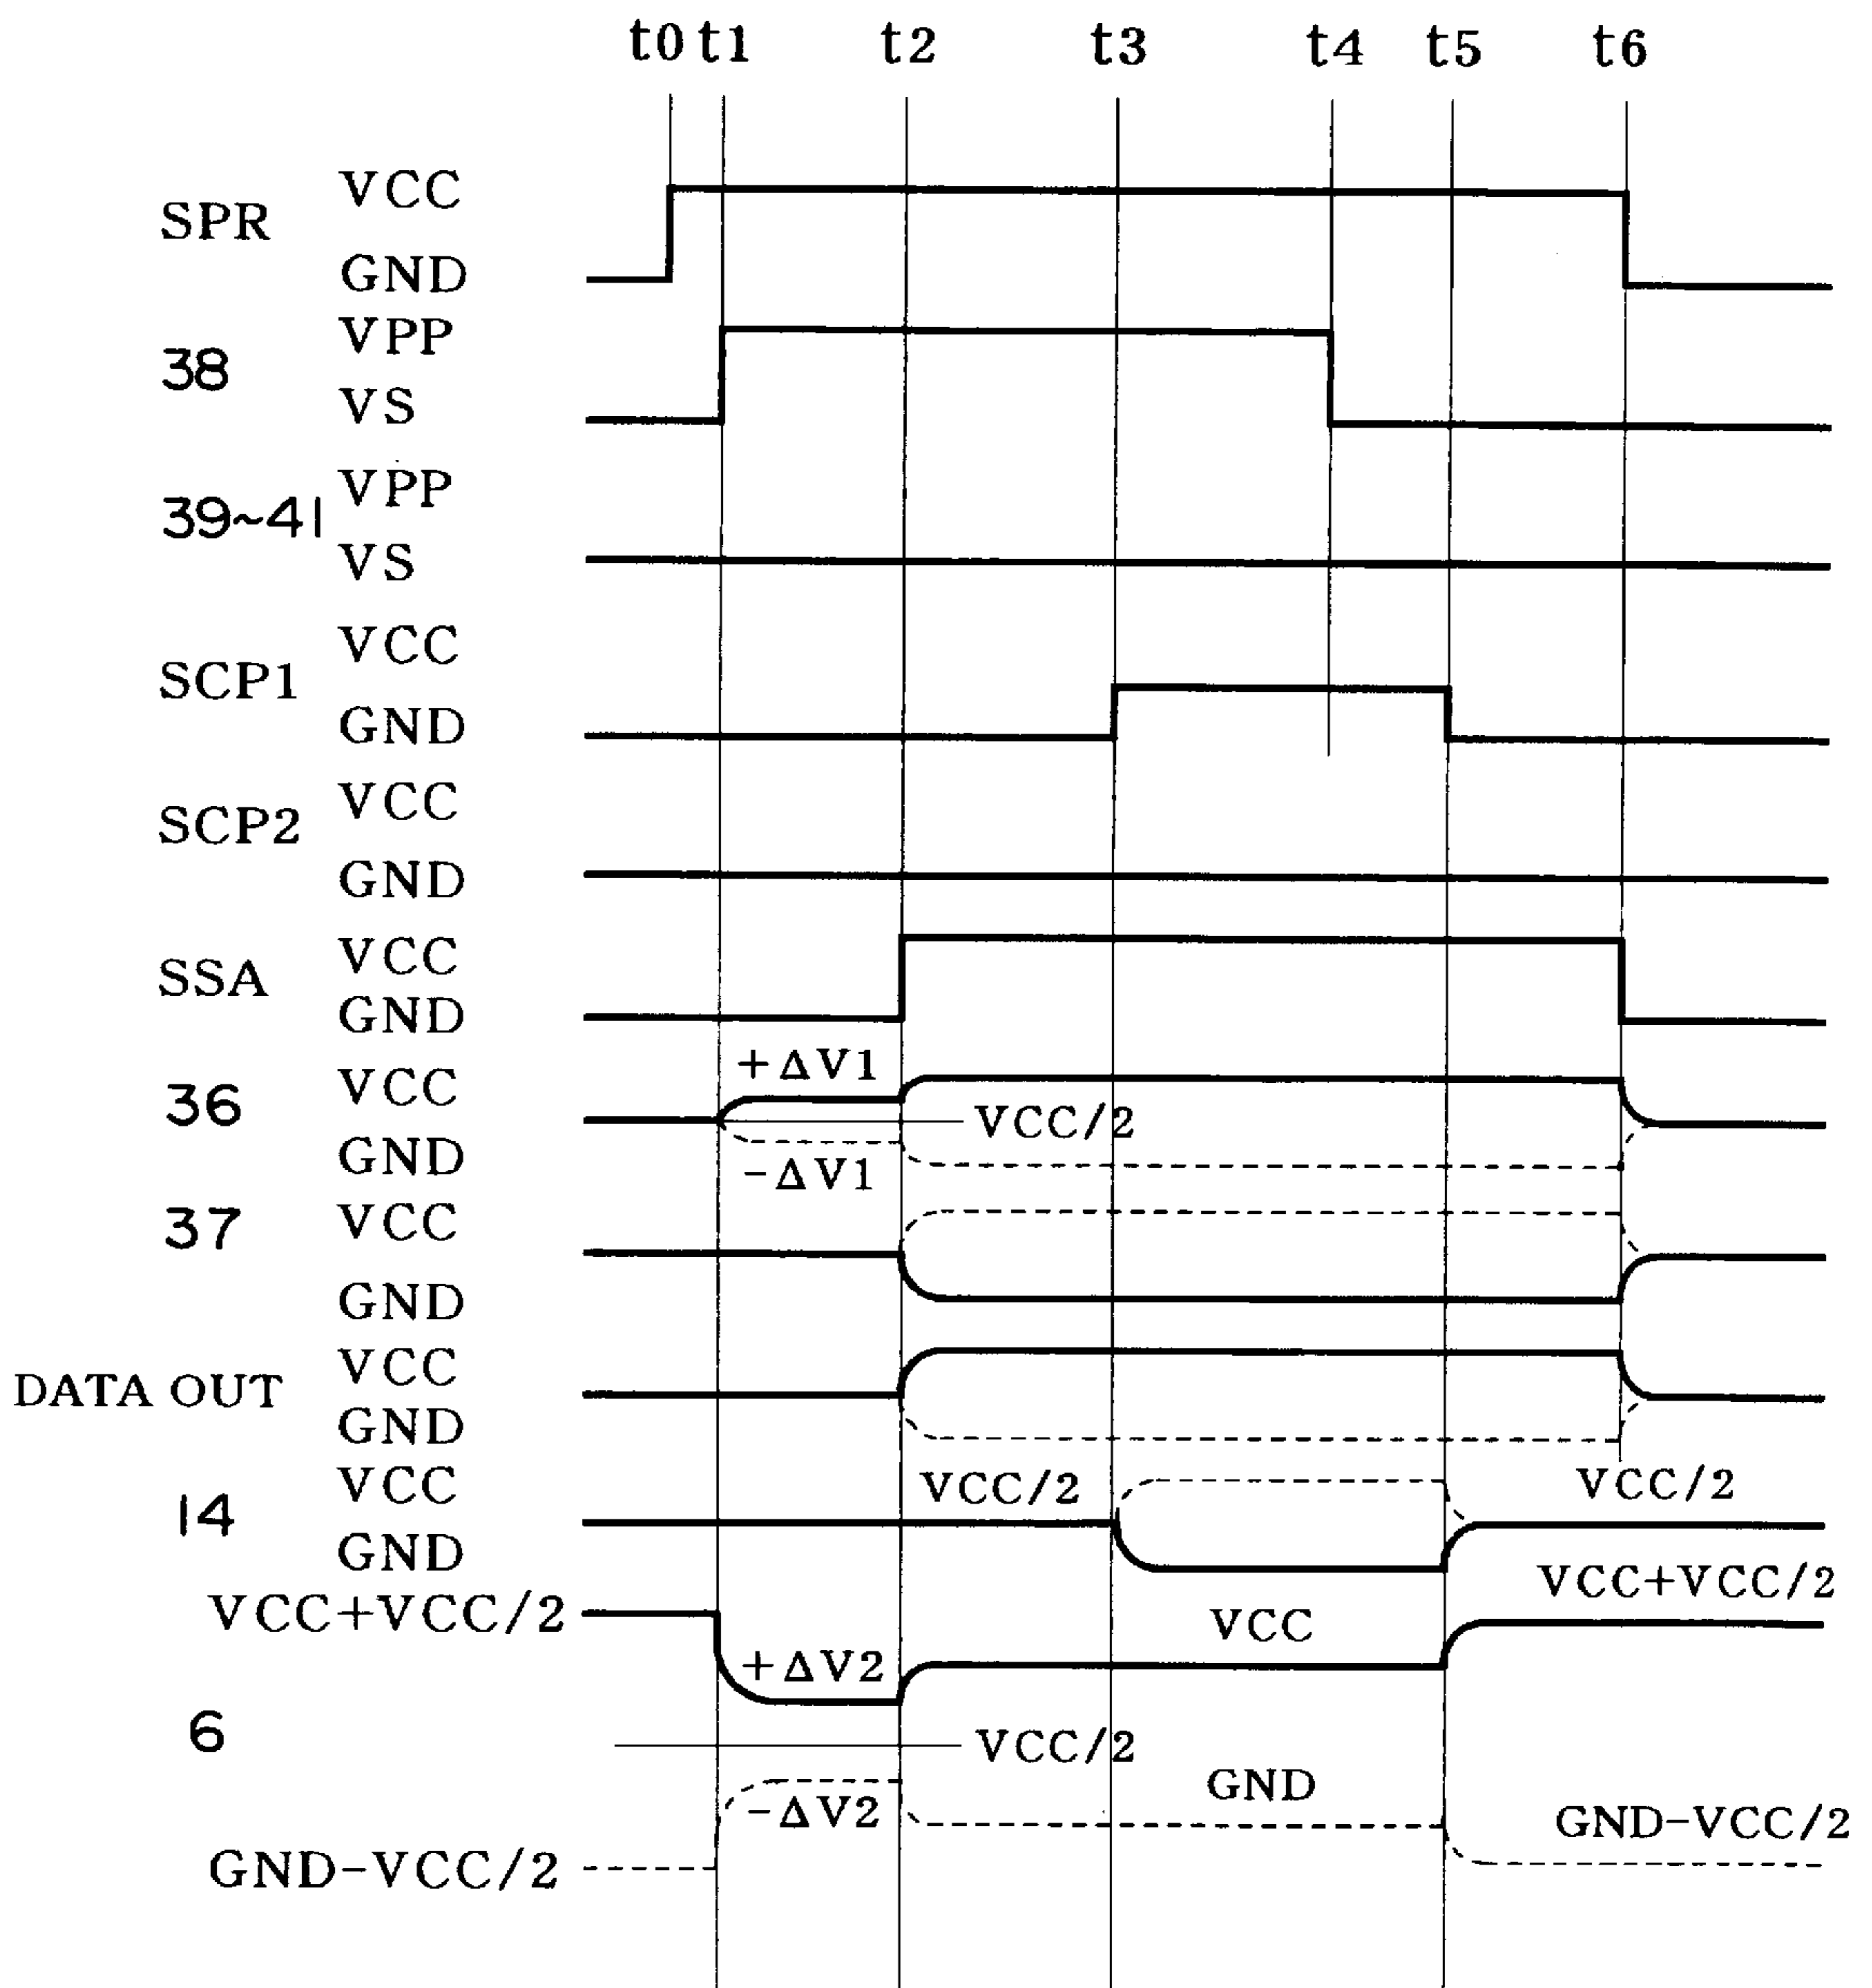 t0 t1 t2 t3 t4 t5 t6
SPR VCC
GND
38 VPP
VS
39~41 VPP
VS
SCP1 VCC
GND
SCP2 VCC
GND
SSA VCC
GND
36 VCC +ΔV1
VCC/2
GND -ΔV1
37 VCC
GND
DATA OUT VCC
GND
14 VCC VCC/2 VCC/2
GND
VCC+VCC/2 VCC VCC+VCC/2
+ΔV2
6 VCC/2
-ΔV2 GND GND-VCC/2
GND-VCC/2